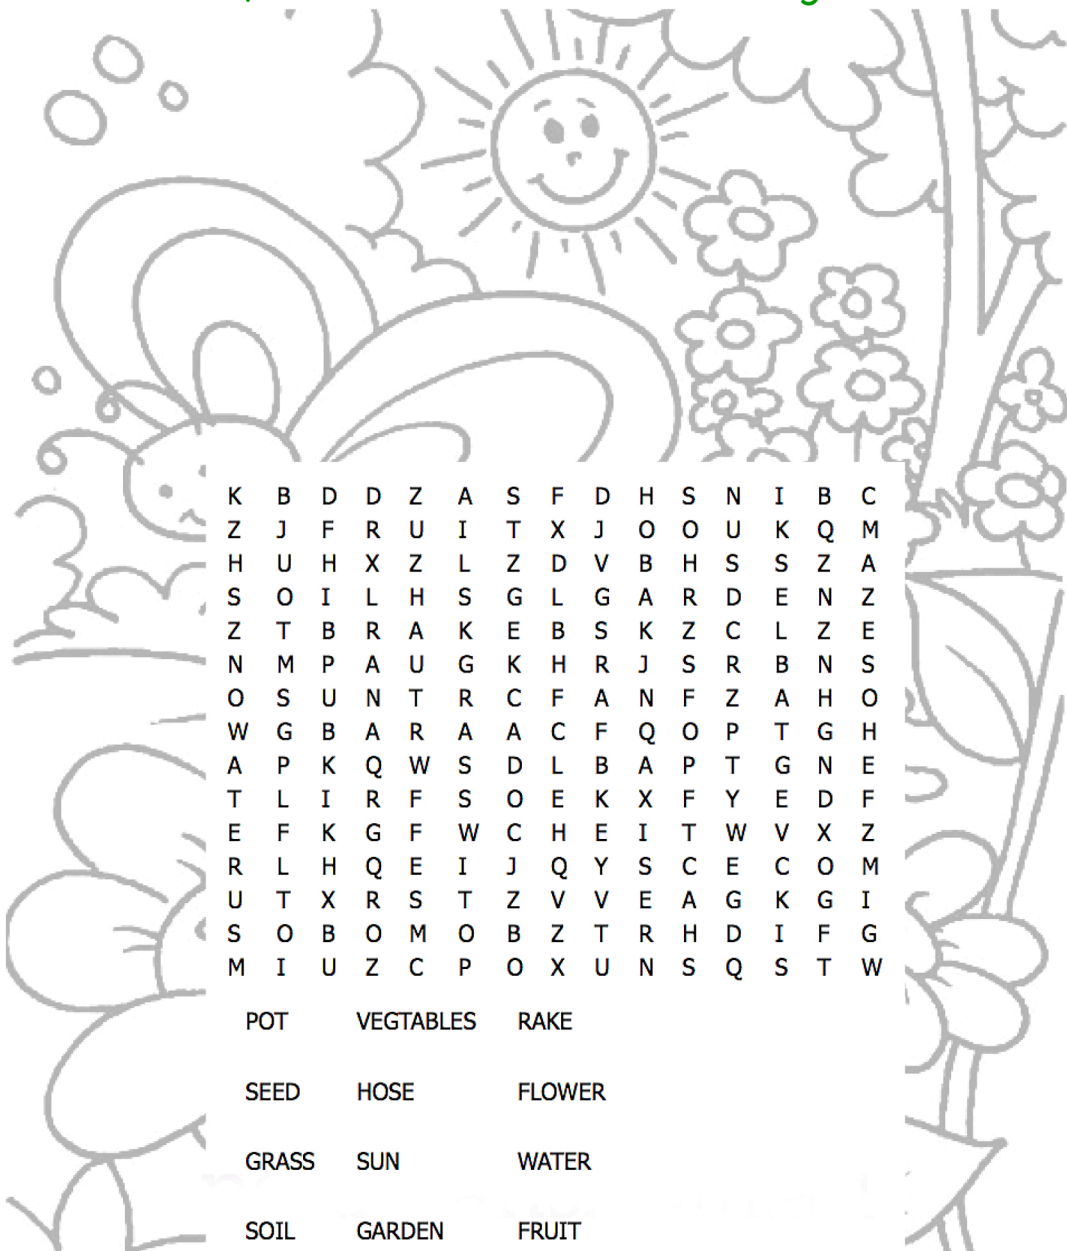 K B D D Z A S F D H S N I B C
Z J F R U I T X J O O U K Q M
H U H X Z L Z D V B H S S Z A
S O I L H S G L G A R D E N Z
Z T B R A K E B S K Z C L Z E
N M P A U G K H R J S R B N S
O S U N T R C F A N F Z A H O
W G B A R A A C F Q O P T G H
A P K Q W S D L B A P T G N E
T L I R F S O E K X F Y E D F
E F K G F W C H E I T W V X Z
R L H Q E I J Q Y S C E C O M
U T X R S T Z V V E A G K G I
S O B O M O B Z T R H D I F G
M I U Z C P O X U N S Q S T W
POT VEGTABLES RAKE
SEED HOSE FLOWER
GRASS SUN WATER
SOIL GARDEN FRUIT